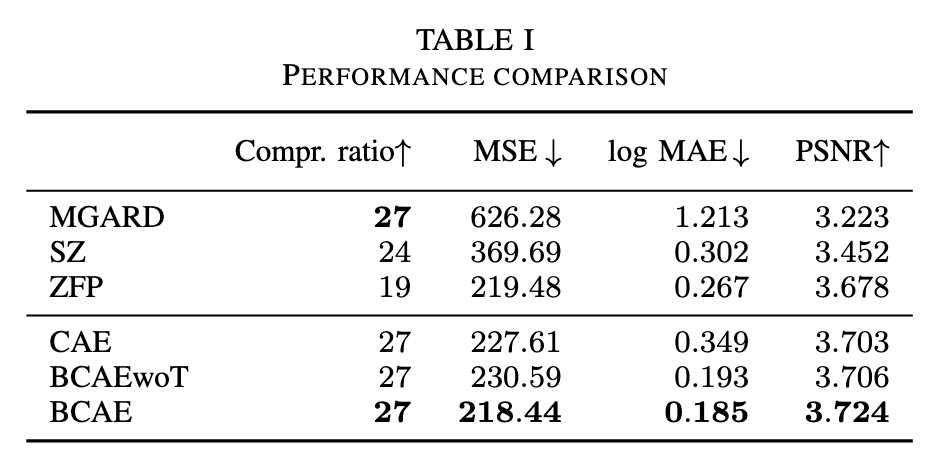 TABLE I
PERFORMANCE COMPARISON
Compr. ratio↑ MSE ↓ log MAE↓ PSNR↑
MGARD 27 626.28 1.213 3.223
SZ 24 369.69 0.302 3.452
ZFP 19 219.48 0.267 3.678
CAE 27 227.61 0.349 3.703
BCAEwoT 27 230.59 0.193 3.706
BCAE 27 218.44 0.185 3.724